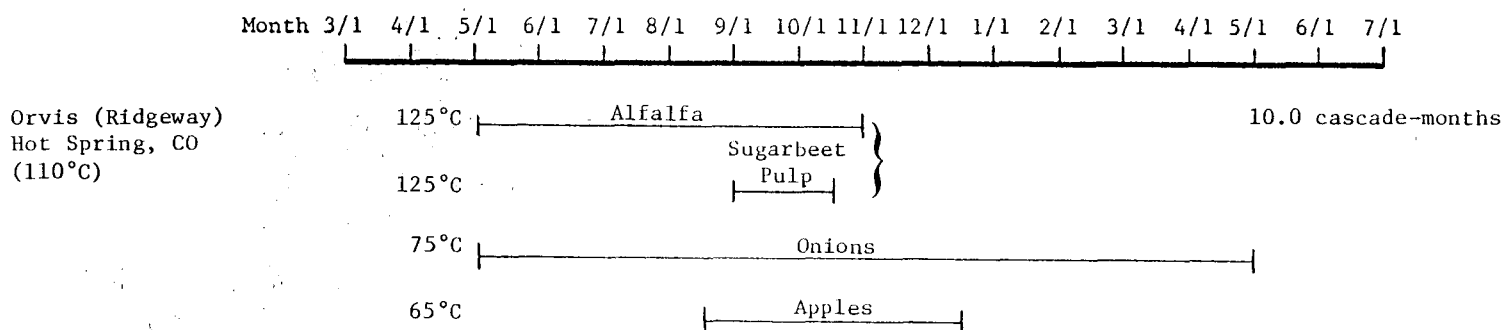 Month 3/1 4/1 5/1 6/1 7/1 8/1 9/1 10/1 11/1 12/1 1/1 2/1 3/1 4/1 5/1 6/1 7/1
Orvis (Ridgeway) 125°C Alfalfa 10.0 cascade-months
Hot Spring, CO
(110°C)
Sugarbeet
125°C Pulp
75°C Onions
65°C Apples